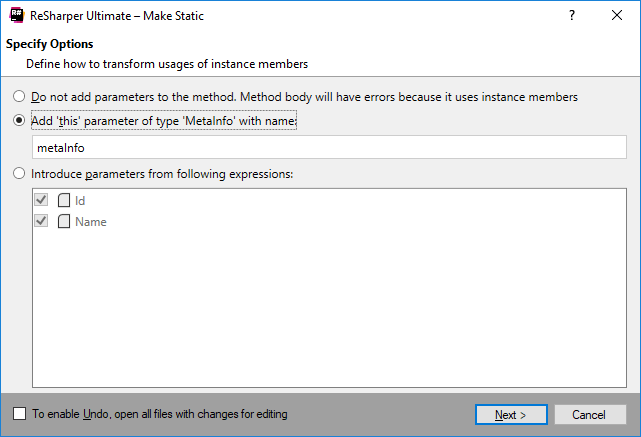 R# ReSharper Ultimate – Make Static ?
Specify Options
Define how to transform usages of instance members
Do not add parameters to the method. Method body will have errors because it uses instance members
Add 'this' parameter of type 'MetaInfo' with name:
metaInfo
Introduce parameters from following expressions:
Id
Name
To enable Undo, open all files with changes for editing
Next >
Cancel